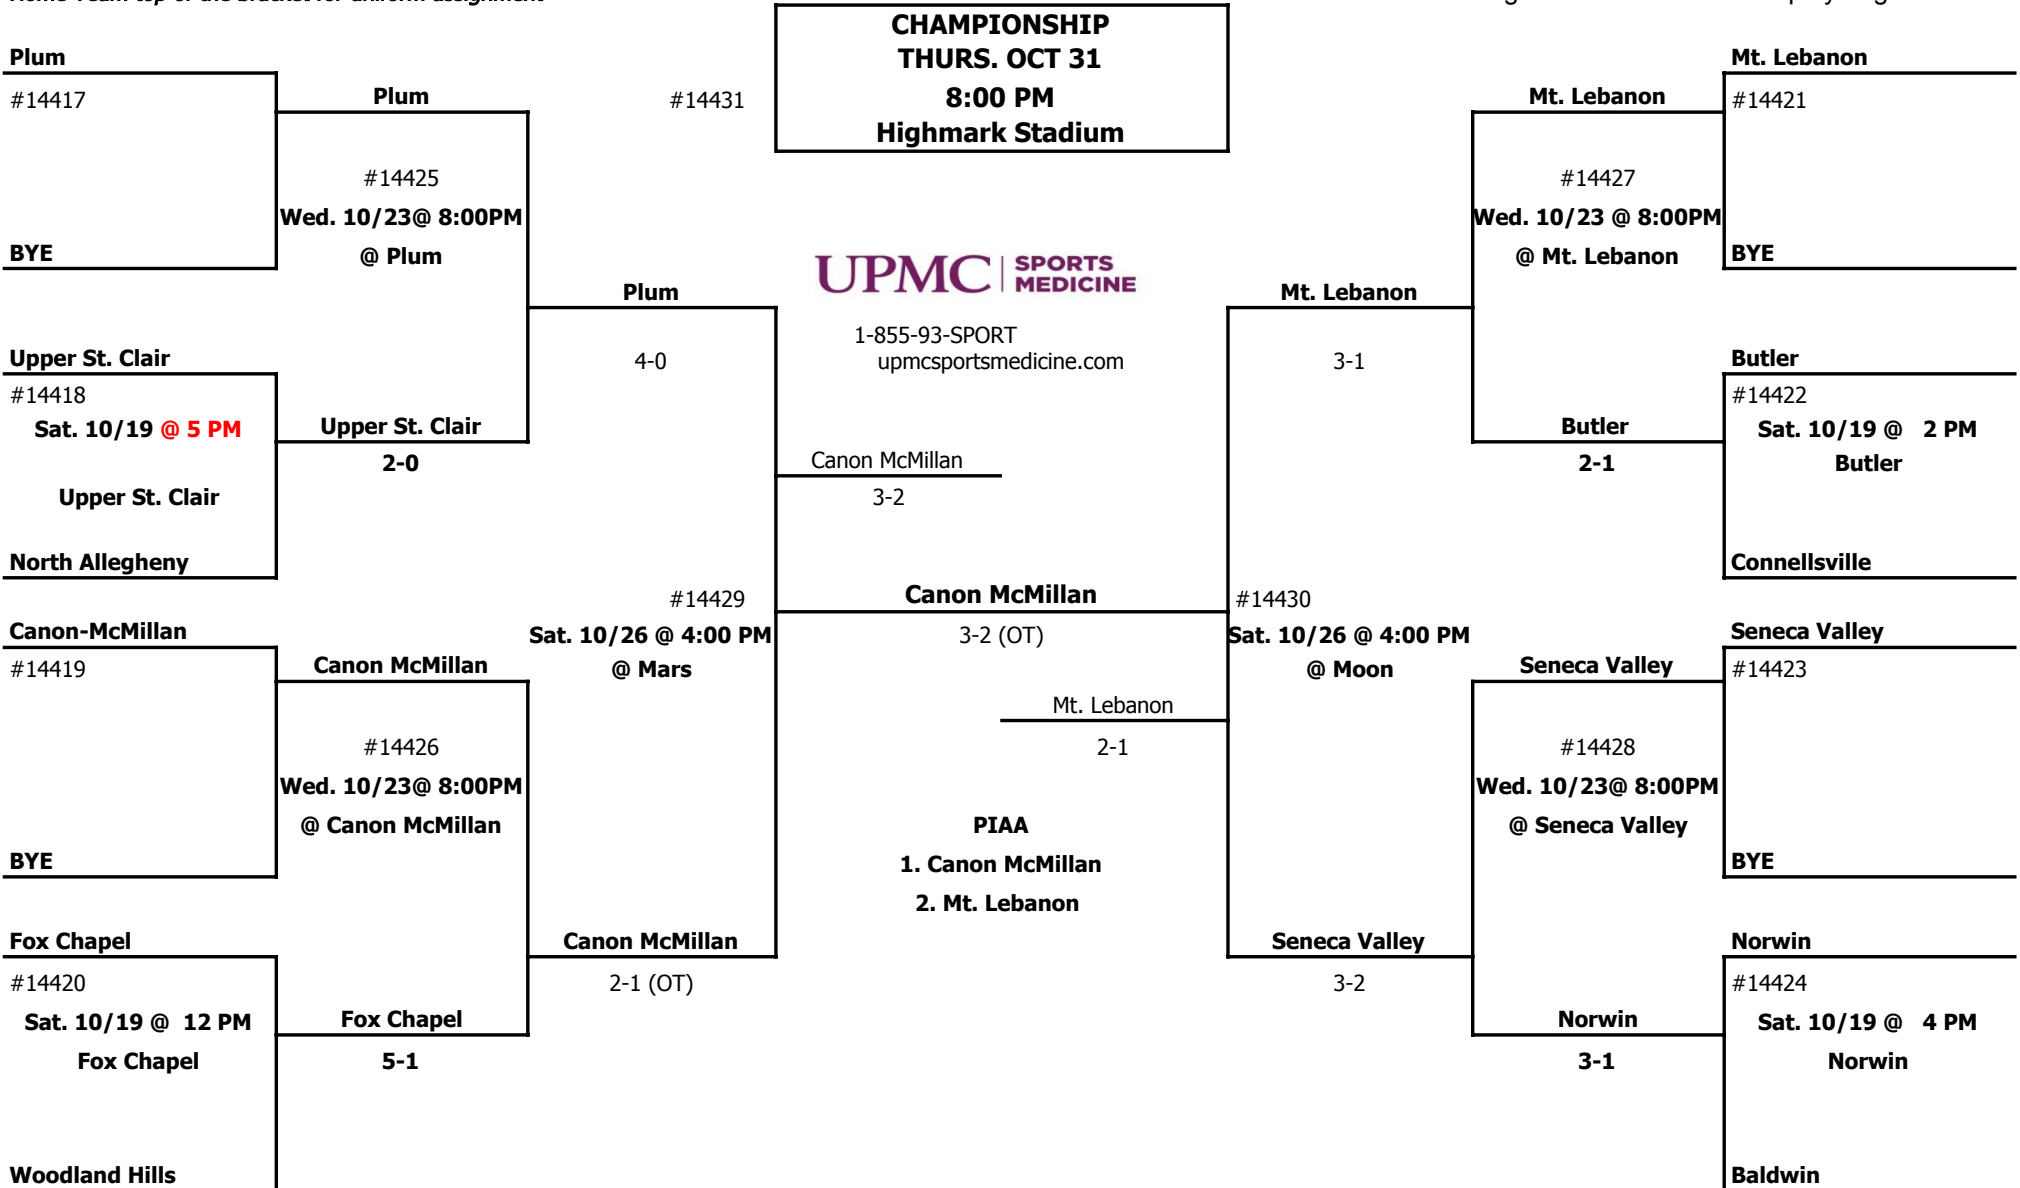 Home Team top of the bracket for uniform assignment
CHAMPIONSHIP
THURS. OCT 31
8:00 PM
Highmark Stadium
#14431
Plum
#14417
BYE
Plum
#14425
Wed. 10/23@ 8:00PM
@ Plum
Upper St. Clair
#14418
Sat. 10/19 @ 5 PM
Upper St. Clair
North Allegheny
Upper St. Clair
2-0
Plum
4-0
Canon-McMillan
#14419
BYE
Canon McMillan
#14426
Wed. 10/23@ 8:00PM
@ Canon McMillan
Fox Chapel
#14420
Sat. 10/19 @ 12 PM
Fox Chapel
Woodland Hills
Fox Chapel
5-1
Canon McMillan
2-1 (OT)
#14429
Sat. 10/26 @ 4:00 PM
@ Mars
UPMC SPORTS MEDICINE
1-855-93-SPORT
upmcsportsmedicine.com
Canon McMillan
3-2
Canon McMillan
3-2 (OT)
Mt. Lebanon
2-1
PIAA
1. Canon McMillan
2. Mt. Lebanon
Mt. Lebanon
3-1
#14430
Sat. 10/26 @ 4:00 PM
@ Moon
Seneca Valley
3-2
Mt. Lebanon
#14427
Wed. 10/23 @ 8:00PM
@ Mt. Lebanon
Butler
2-1
Seneca Valley
#14428
Wed. 10/23@ 8:00PM
@ Seneca Valley
Norwin
3-1
Mt. Lebanon
#14421
BYE
Butler
#14422
Sat. 10/19 @ 2 PM
Butler
Connellsville
Seneca Valley
#14423
BYE
Norwin
#14424
Sat. 10/19 @ 4 PM
Norwin
Baldwin